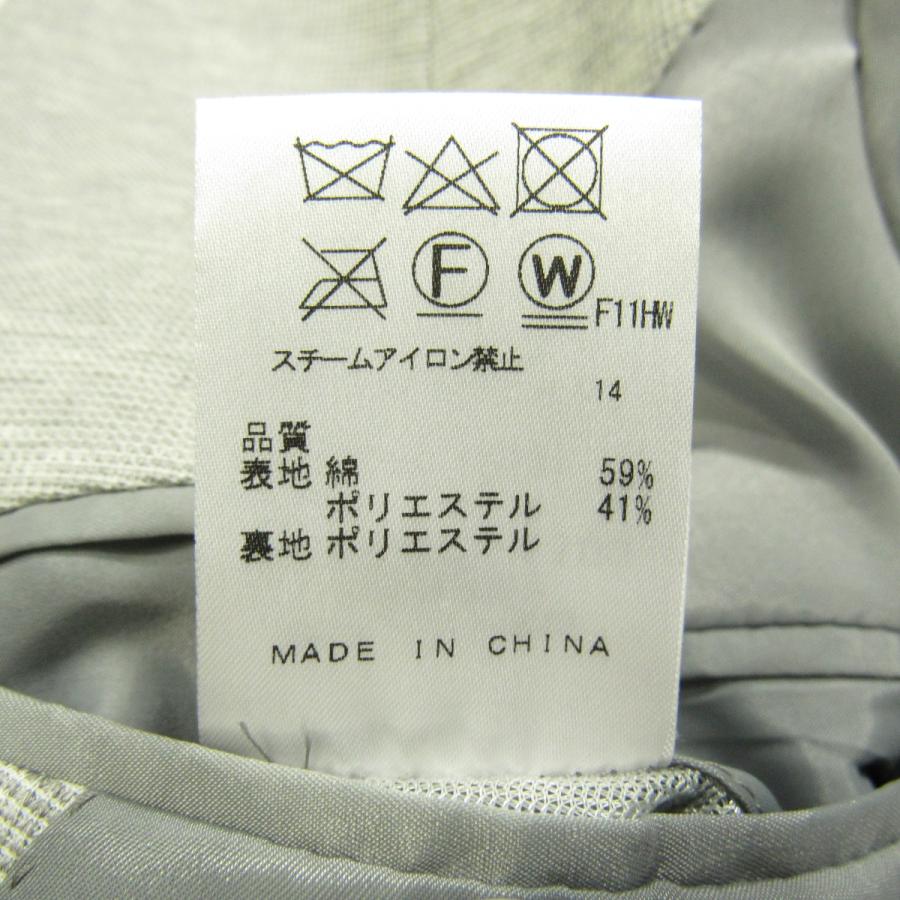 F W F11HW
スチームアイロン禁止
14
品質
表地 綿 59%
ポリエステル 41%
裏地 ポリエステル
MADE IN CHINA